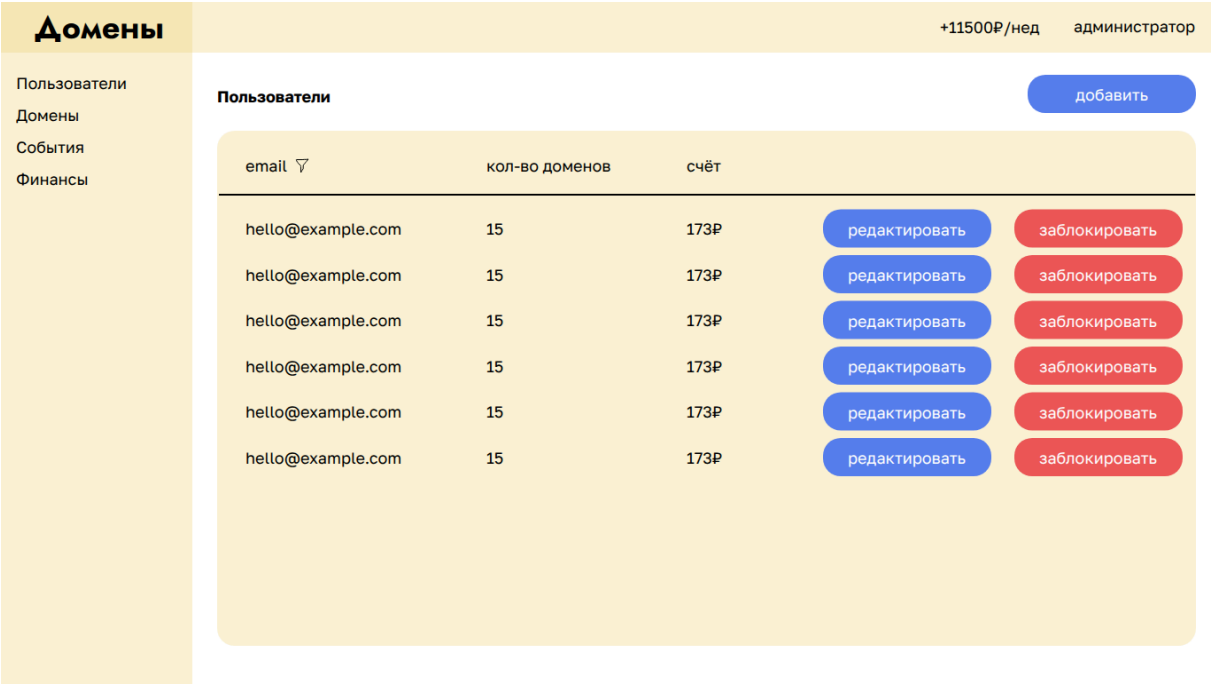 Домены
+11500₽/нед администратор
Пользователи
Домены
События
Финансы
Пользователи
добавить
email кол-во доменов счёт
hello@example.com 15 173₽ редактировать заблокировать
hello@example.com 15 173₽ редактировать заблокировать
hello@example.com 15 173₽ редактировать заблокировать
hello@example.com 15 173₽ редактировать заблокировать
hello@example.com 15 173₽ редактировать заблокировать
hello@example.com 15 173₽ редактировать заблокировать